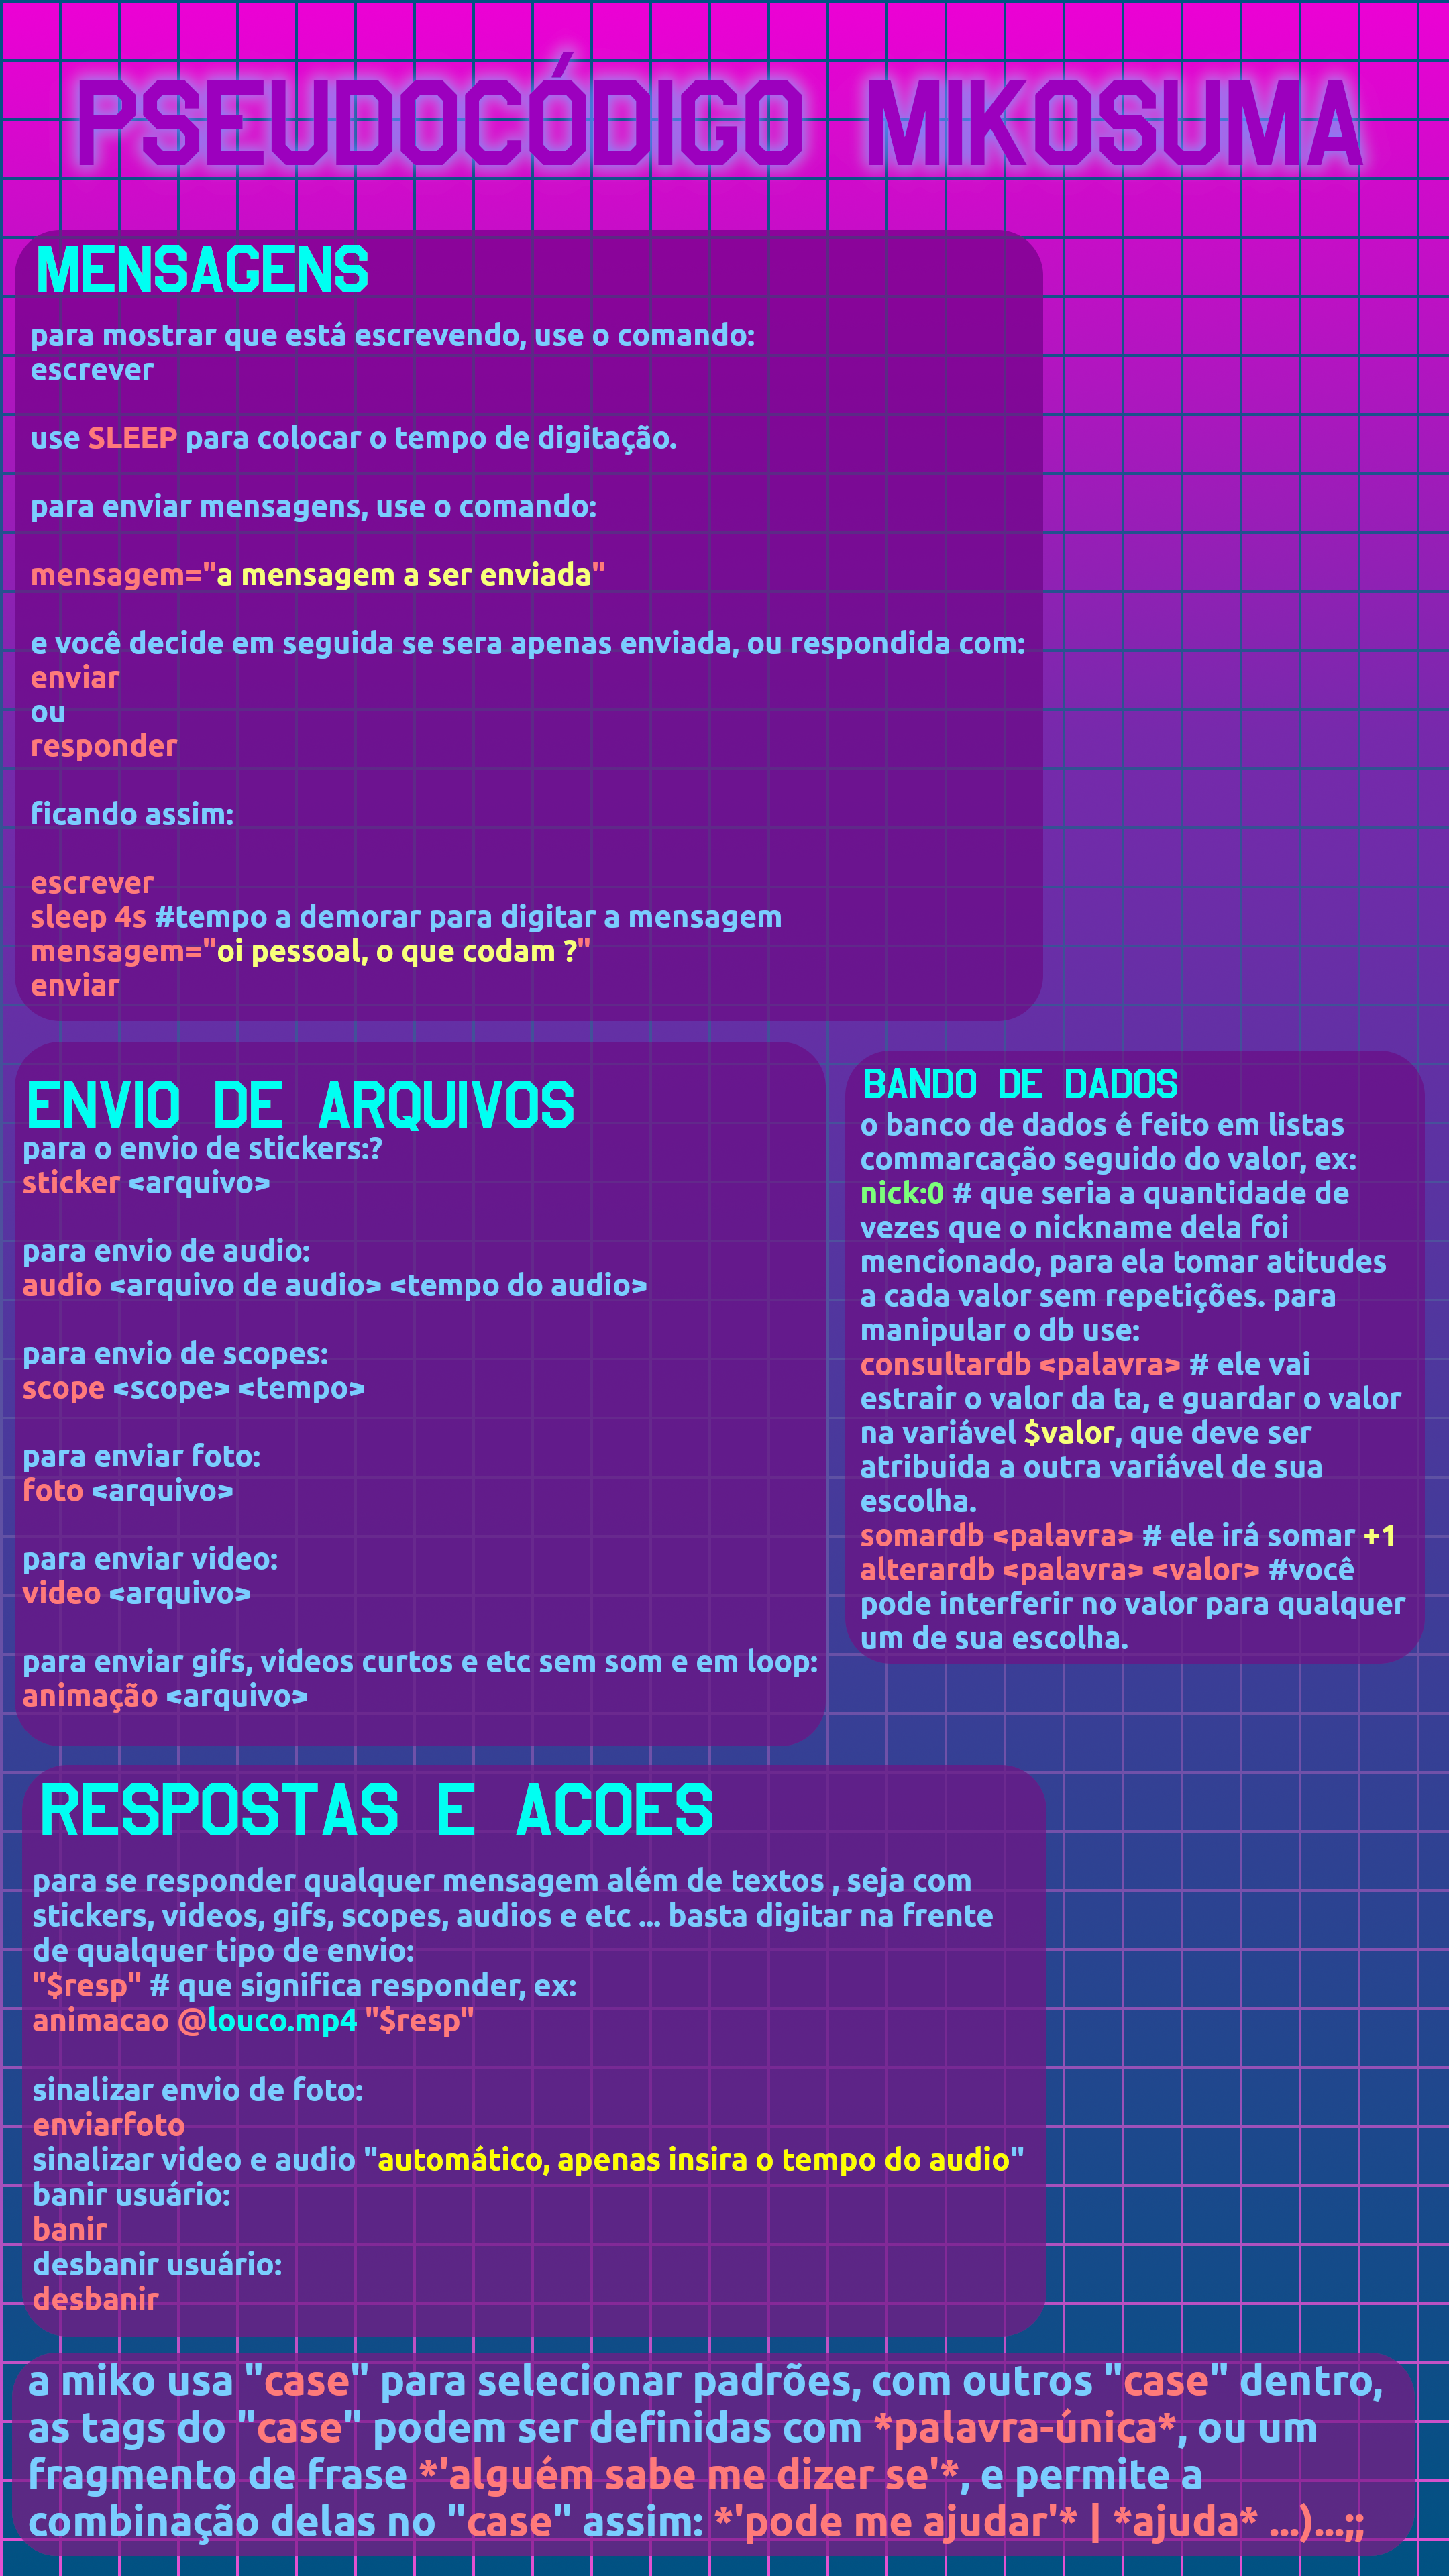 PSEUDOCÓDIGO MIKOSUMA
MENSAGENS
para mostrar que está escrevendo, use o comando:
escrever
use SLEEP para colocar o tempo de digitação.
para enviar mensagens, use o comando:
mensagem="a mensagem a ser enviada"
e você decide em seguida se sera apenas enviada, ou respondida com:
enviar
ou
responder
ficando assim:
escrever
sleep 4s #tempo a demorar para digitar a mensagem
mensagem="oi pessoal, o que codam ?"
enviar
ENVIO DE ARQUIVOS
para o envio de stickers:?
sticker <arquivo>
para envio de audio:
audio <arquivo de audio> <tempo do audio>
para envio de scopes:
scope <scope> <tempo>
para enviar foto:
foto <arquivo>
para enviar video:
video <arquivo>
para enviar gifs, videos curtos e etc sem som e em loop:
animação <arquivo>
BANDO DE DADOS
o banco de dados é feito em listas
commarcação seguido do valor, ex:
nick:0 # que seria a quantidade de
vezes que o nickname dela foi
mencionado, para ela tomar atitudes
a cada valor sem repetições. para
manipular o db use:
consultardb <palavra> # ele vai
estrair o valor da ta, e guardar o valor
na variável $valor, que deve ser
atribuida a outra variável de sua
escolha.
somardb <palavra> # ele irá somar +1
alterardb <palavra> <valor> #você
pode interferir no valor para qualquer
um de sua escolha.
RESPOSTAS E ACOES
para se responder qualquer mensagem além de textos , seja com
stickers, videos, gifs, scopes, audios e etc ... basta digitar na frente
de qualquer tipo de envio:
"$resp" # que significa responder, ex:
animacao @louco.mp4 "$resp"
sinalizar envio de foto:
enviarfoto
sinalizar video e audio "automático, apenas insira o tempo do audio"
banir usuário:
banir
desbanir usuário:
desbanir
a miko usa "case" para selecionar padrões, com outros "case" dentro,
as tags do "case" podem ser definidas com *palavra-única*, ou um
fragmento de frase *'alguém sabe me dizer se'*, e permite a
combinação delas no "case" assim: *'pode me ajudar'* | *ajuda* ...)...;;